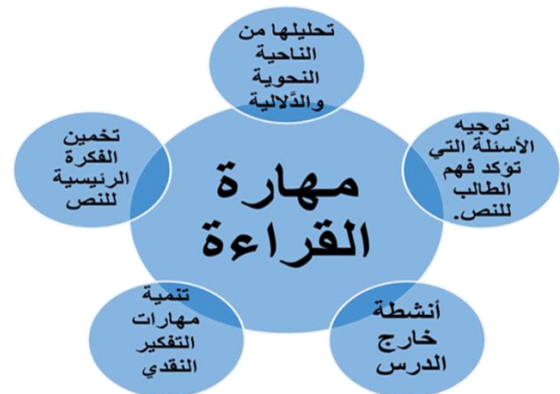 تحليلها من
الناحية
النحوية
والدَّلالية
توجيه
الأسئلة التي
تؤكد فهم
الطالب
للنص.
تخمين
الفكرة
الرئيسية
للنص
مهارة
القراءة
أنشطة
خارج
الدرس
تنمية
مهارات
التفكير
النقدي